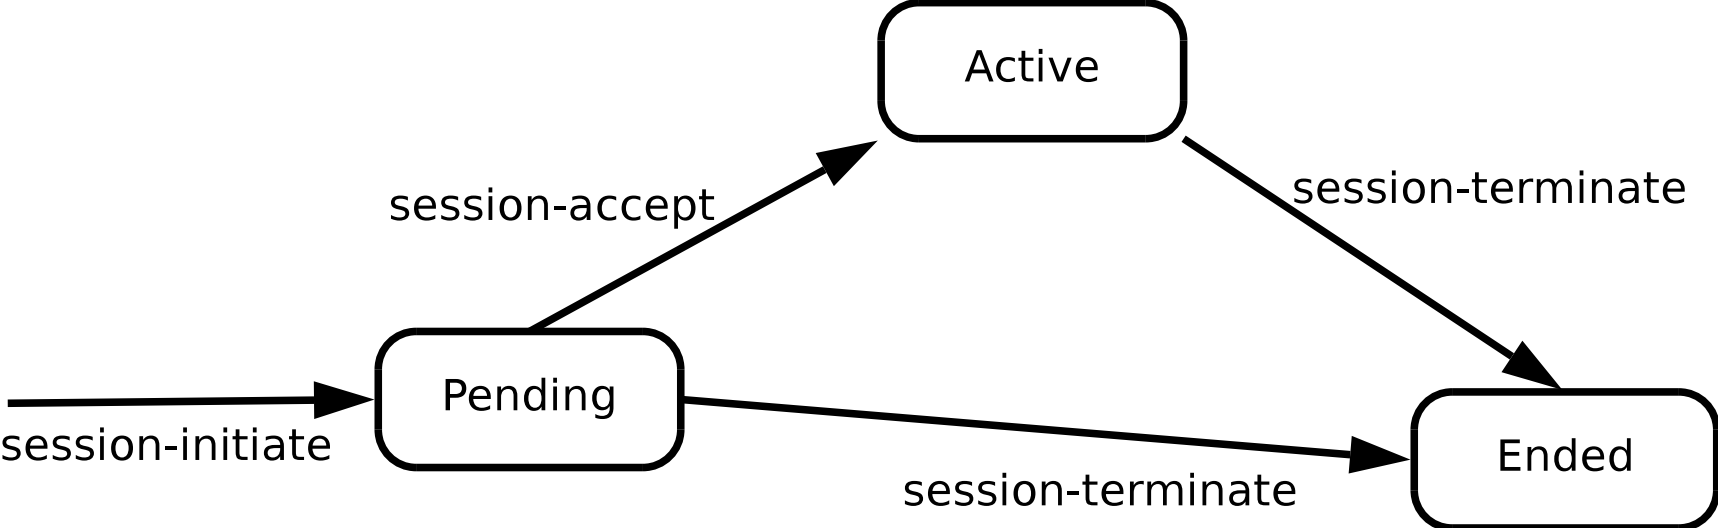 Active
session-terminate
session-accept
Pending
session-initiate
Ended
session-terminate